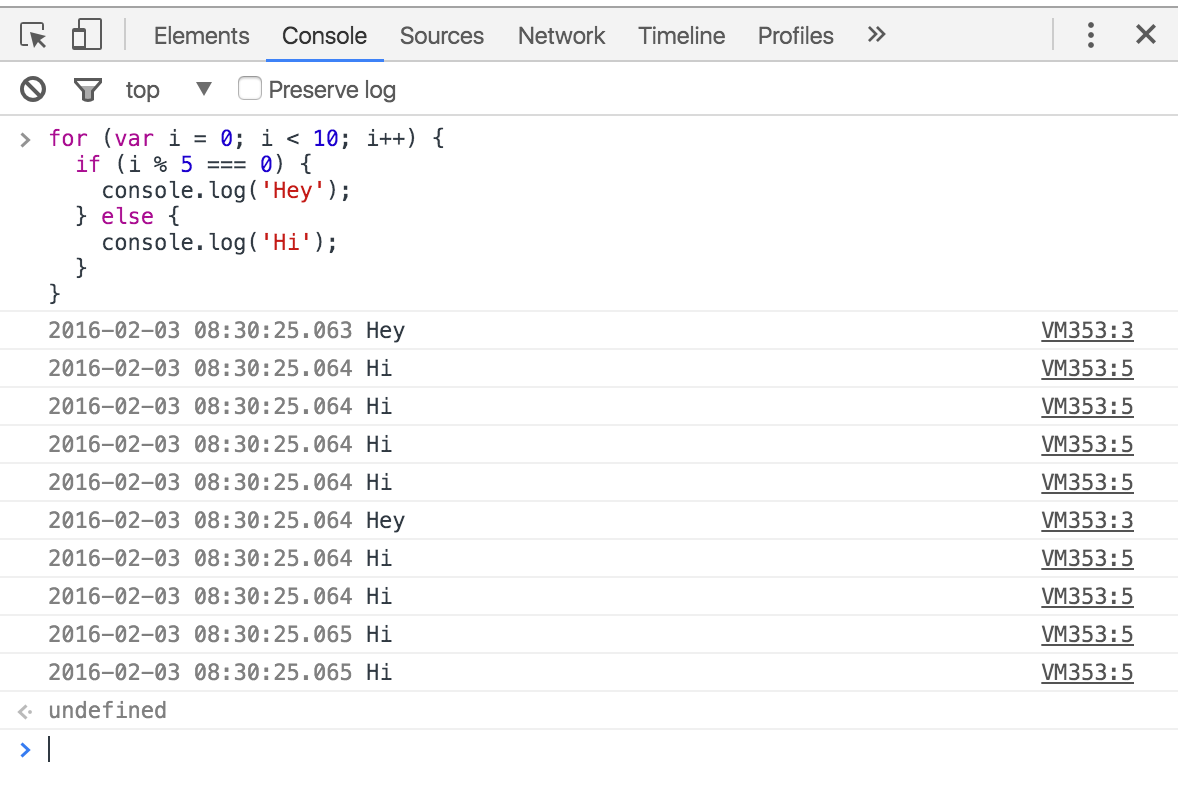 Elements Console Sources Network Timeline Profiles »
top ▼ Preserve log
> for (var i = 0; i < 10; i++) {
  if (i % 5 === 0) {
    console.log('Hey');
  } else {
    console.log('Hi');
  }
}
2016-02-03 08:30:25.063 Hey VM353:3
2016-02-03 08:30:25.064 Hi VM353:5
2016-02-03 08:30:25.064 Hi VM353:5
2016-02-03 08:30:25.064 Hi VM353:5
2016-02-03 08:30:25.064 Hi VM353:5
2016-02-03 08:30:25.064 Hey VM353:3
2016-02-03 08:30:25.064 Hi VM353:5
2016-02-03 08:30:25.064 Hi VM353:5
2016-02-03 08:30:25.065 Hi VM353:5
2016-02-03 08:30:25.065 Hi VM353:5
undefined
>